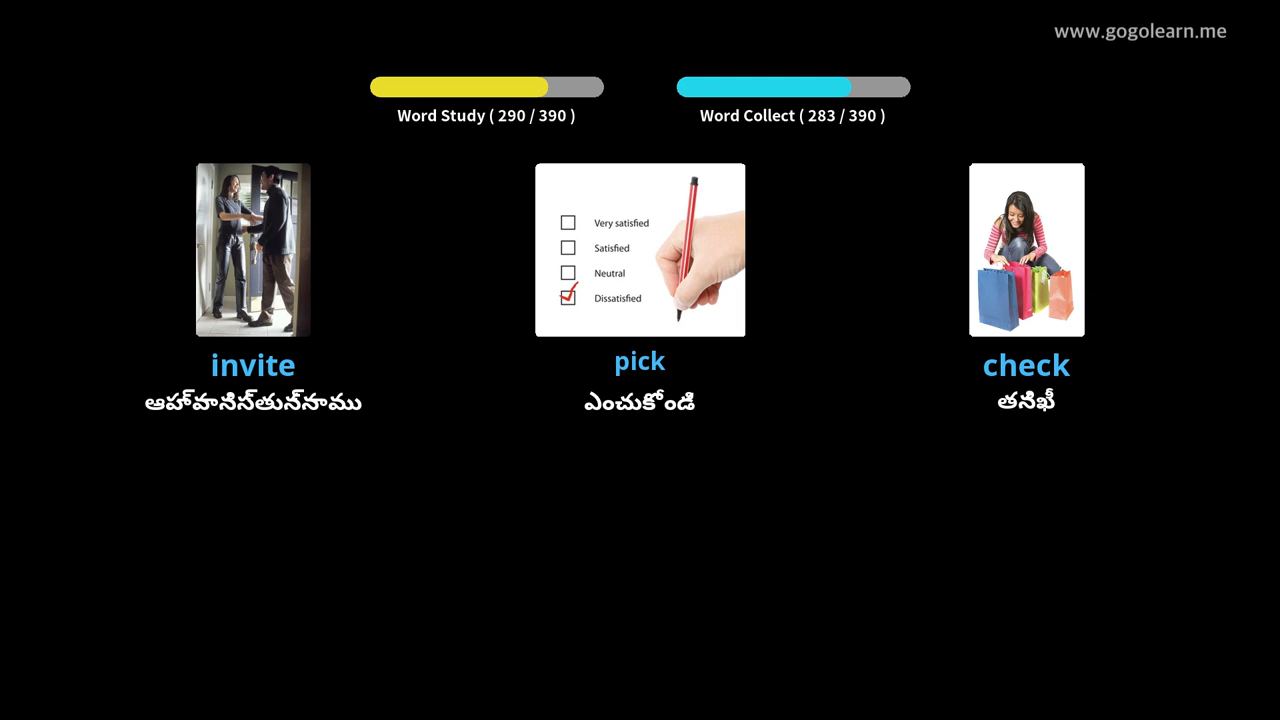 www.gogolearn.me
Word Study ( 290 / 390 )
Word Collect ( 283 / 390 )
Very satisfied
Satisfied
Neutral
Dissatisfied
invite
pick
check
ఆహ్‌వానిస్‌తున్‌నాము
ఎంచుకోండి
తనిఖీ